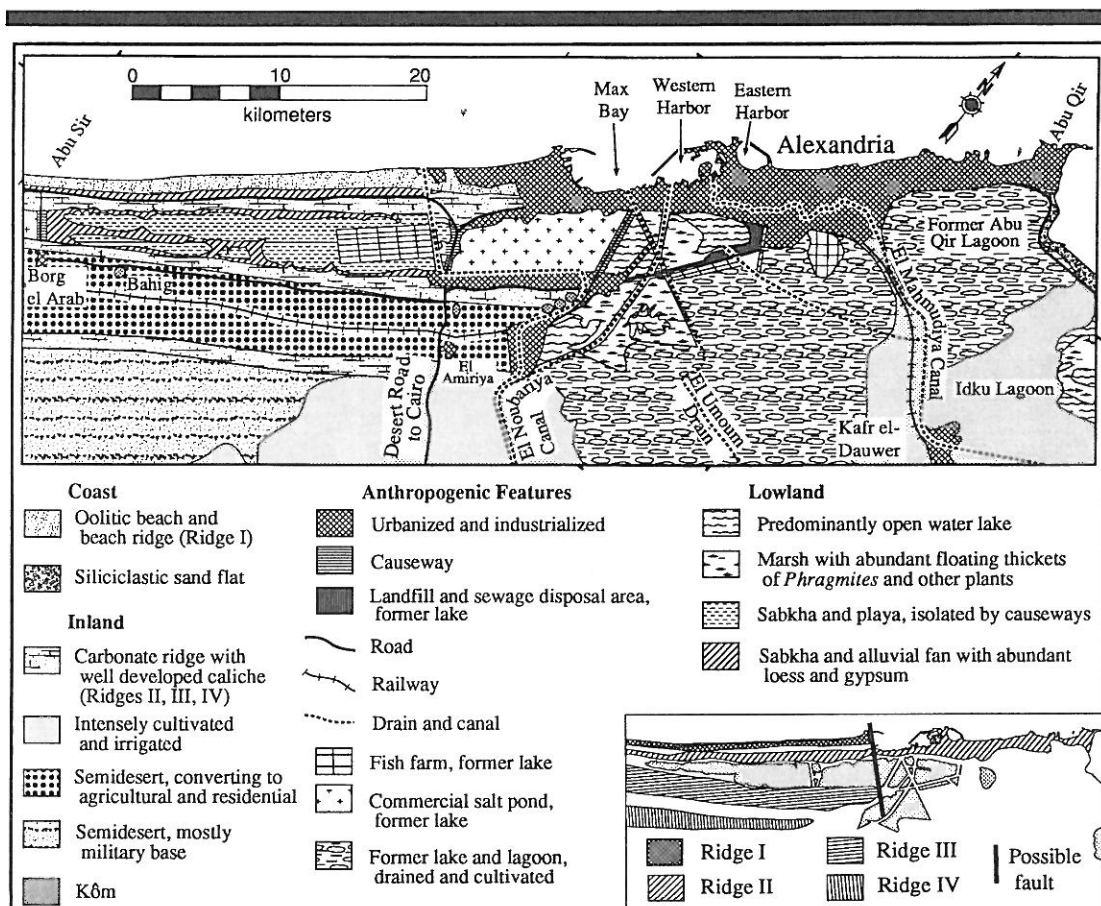 0 10 20
kilometers
Abu Sir
Max
Bay
Western
Harbor
Eastern
Harbor
N
Alexandria
Abu Qir
Former Abu
Qir Lagoon
Borg
el Arab
Bahig
El
Amiriya
Desert Road
to Cairo
El Noubariya
Canal
El Umoum
Drain
El Mahmudiya Canal
Kafr el-
Dauwer
Idku Lagoon
Coast
Oolitic beach and
beach ridge (Ridge I)
Siliciclastic sand flat
Inland
Carbonate ridge with
well developed caliche
(Ridges II, III, IV)
Intensely cultivated
and irrigated
Semidesert, converting to
agricultural and residential
Semidesert, mostly
military base
Kôm
Anthropogenic Features
Urbanized and industrialized
Causeway
Landfill and sewage disposal area,
former lake
Road
Railway
Drain and canal
Fish farm, former lake
Commercial salt pond,
former lake
Former lake and lagoon,
drained and cultivated
Lowland
Predominantly open water lake
Marsh with abundant floating thickets
of Phragmites and other plants
Sabkha and playa, isolated by causeways
Sabkha and alluvial fan with abundant
loess and gypsum
Ridge I
Ridge II
Ridge III
Ridge IV
Possible
fault